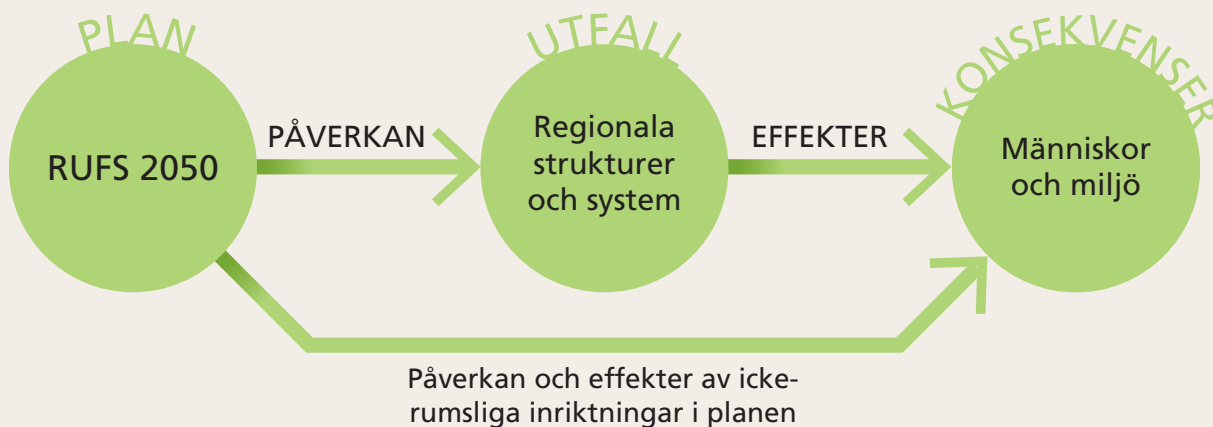 PLAN
RUFS 2050
PÅVERKAN
UTFALL
Regionala
strukturer
och system
EFFEKTER
KONSEKVENSER
Människor
och miljö
Påverkan och effekter av icke-
rumsliga inriktningar i planen